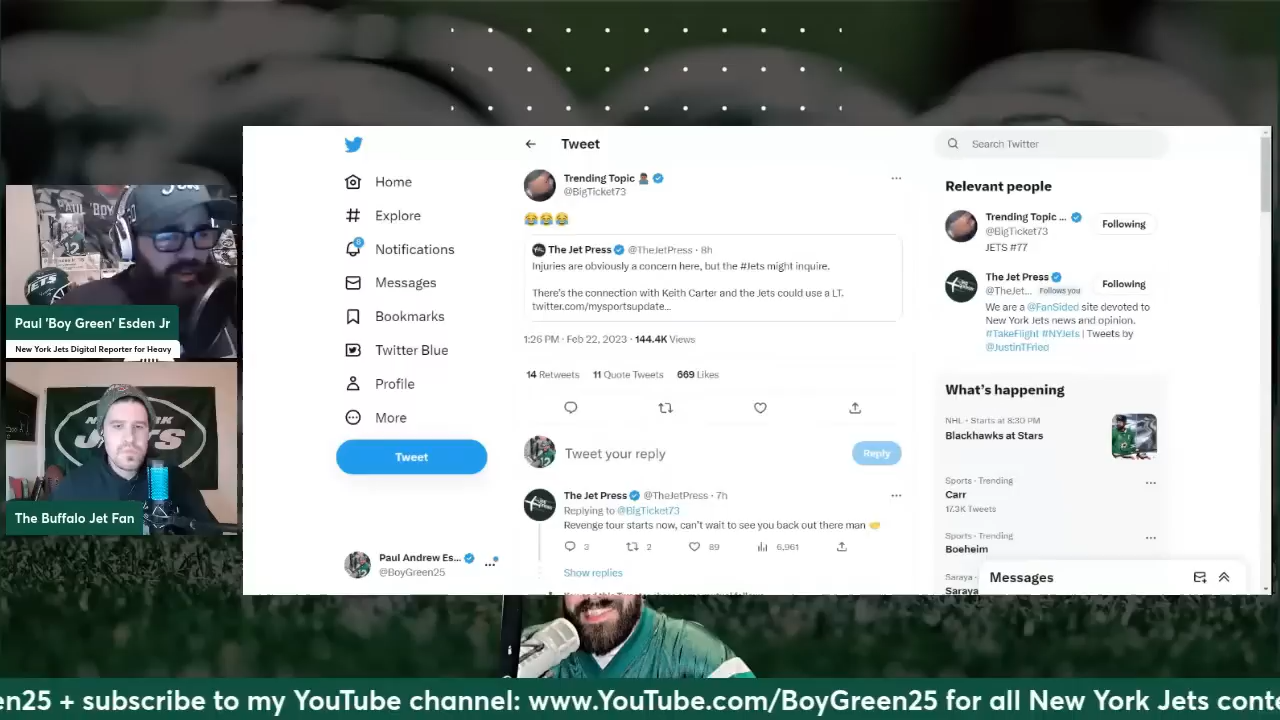 Tweet
Search Twitter
Home
Explore
Notifications
6
Messages
Bookmarks
Twitter Blue
Profile
More
Tweet
Paul Andrew Es...
@BoyGreen25
Trending Topic
@BigTicket73
😂😂😂
The Jet Press @TheJetPress · 8h
Injuries are obviously a concern here, but the #Jets might inquire.
There's the connection with Keith Carter and the Jets could use a LT.
twitter.com/mysportsupdate...
1:26 PM · Feb 22, 2023 · 144.4K Views
14 Retweets 11 Quote Tweets 669 Likes
Tweet your reply
Reply
The Jet Press @TheJetPress · 7h
Replying to @BigTicket73
Revenge tour starts now, can't wait to see you back out there man
3 2 89 6,961
Show replies
Relevant people
Trending Topic ...
@BigTicket73
Following
JETS #77
The Jet Press
@TheJet... Follows you
Following
We are a @FanSided site devoted to
New York Jets news and opinion.
#TakeFlight #NYJets | Tweets by
@JustinTFried
What's happening
NHL · Starts at 8:30 PM
Blackhawks at Stars
Sports · Trending
Carr
17.3K Tweets
Sports · Trending
Boeheim
Saraya ·
Saraya
Messages
JETS
Paul 'Boy Green' Esden Jr
New York Jets Digital Reporter for Heavy
JETS
The Buffalo Jet Fan
en25 + subscribe to my YouTube channel: www.YouTube.com/BoyGreen25 for all New York Jets conte